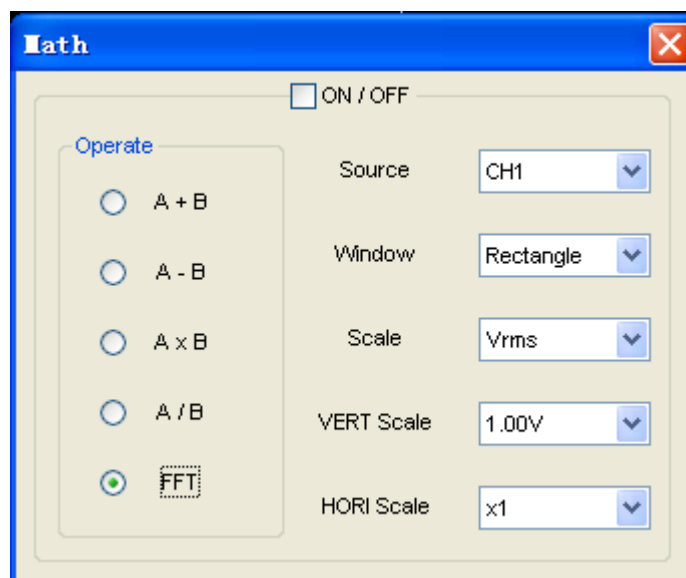 Math
ON / OFF
Operate
A + B
A - B
A x B
A / B
FFT
Source
CH1
Window
Rectangle
Scale
Vrms
VERT Scale
1.00V
HORI Scale
x1